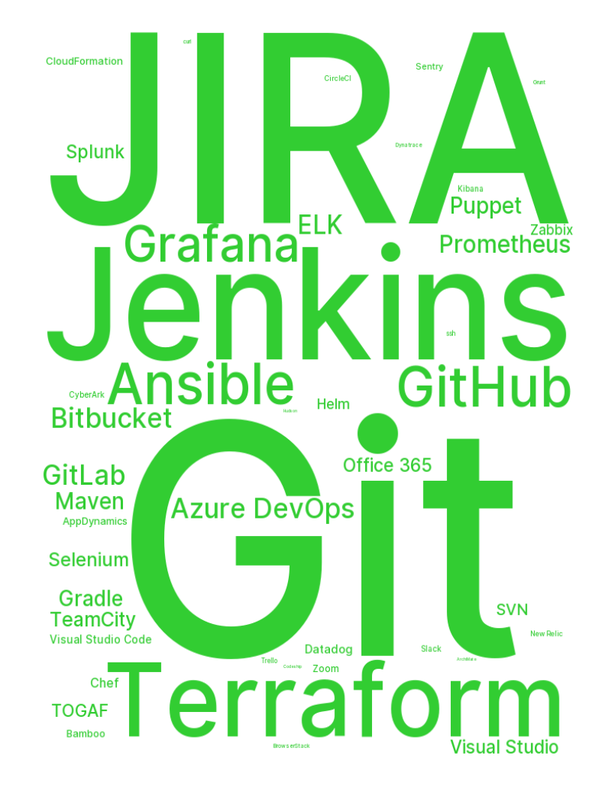 JIRA
CloudFormation
curl
CircleCI
Sentry
Dynatrace
Splunk
Kibana
Puppet
ELK
Zabbix
Grafana
Prometheus
Jenkins
ssh
Ansible
GitHub
CyberArk
Helm
Bitbucket
Git
Office 365
GitLab
Maven
Azure DevOps
AppDynamics
Selenium
Gradle
SVN
TeamCity
New Relic
Visual Studio Code
Datadog
Slack
Trello
Zoom
Terraform
Chef
TOGAF
Bamboo
BrowserStack
Visual Studio